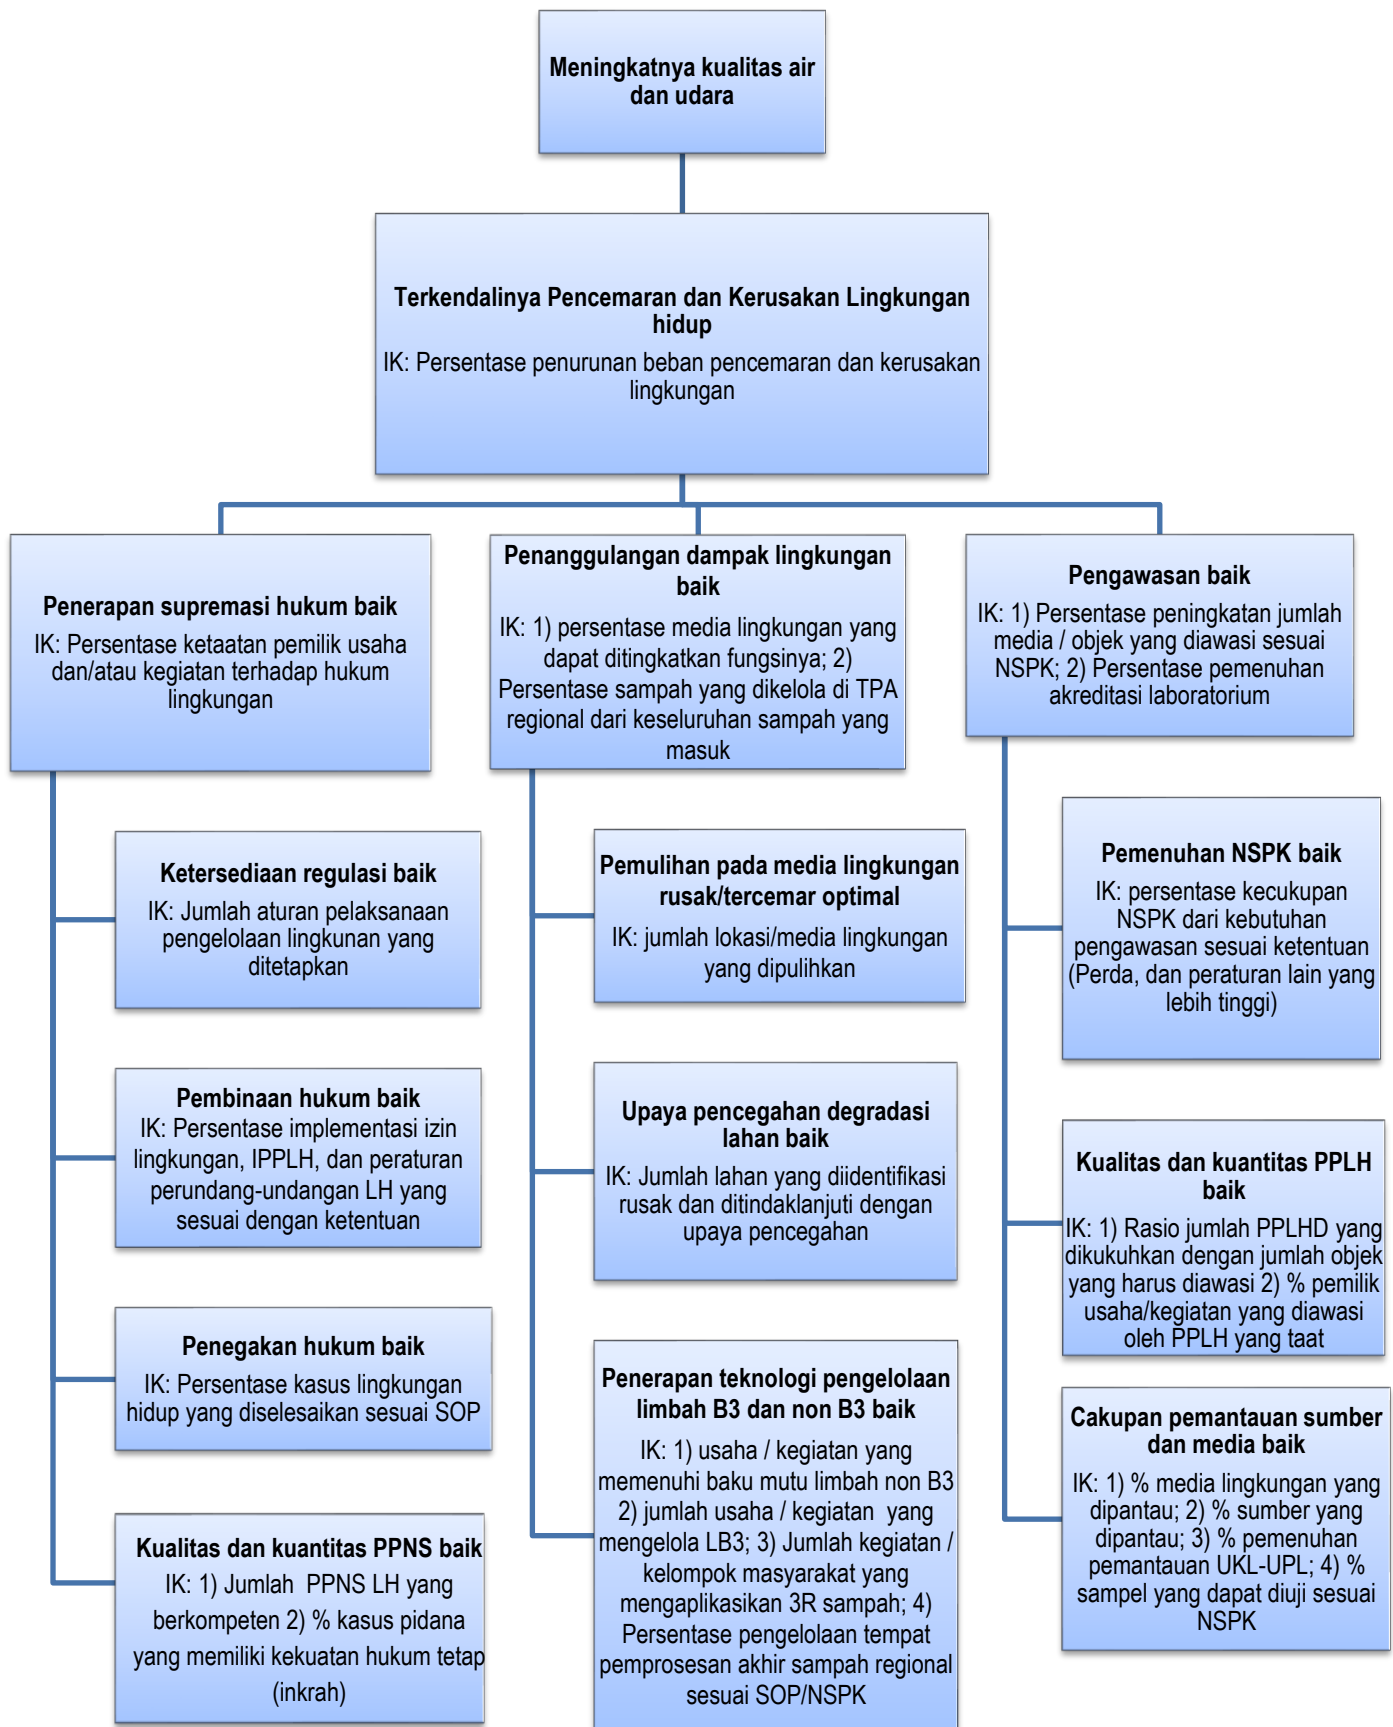 Meningkatnya kualitas air
dan udara
Terkendalinya Pencemaran dan Kerusakan Lingkungan
hidup
IK: Persentase penurunan beban pencemaran dan kerusakan
lingkungan
Penerapan supremasi hukum baik
IK: Persentase ketaatan pemilik usaha
dan/atau kegiatan terhadap hukum
lingkungan
Ketersediaan regulasi baik
IK: Jumlah aturan pelaksanaan
pengelolaan lingkunan yang
ditetapkan
Pembinaan hukum baik
IK: Persentase implementasi izin
lingkungan, IPPLH, dan peraturan
perundang-undangan LH yang
sesuai dengan ketentuan
Penegakan hukum baik
IK: Persentase kasus lingkungan
hidup yang diselesaikan sesuai SOP
Kualitas dan kuantitas PPNS baik
IK: 1) Jumlah  PPNS LH yang
berkompeten 2) % kasus pidana
yang memiliki kekuatan hukum tetap
(inkrah)
Penanggulangan dampak lingkungan
baik
IK: 1) persentase media lingkungan yang
dapat ditingkatkan fungsinya; 2)
Persentase sampah yang dikelola di TPA
regional dari keseluruhan sampah yang
masuk
Pemulihan pada media lingkungan
rusak/tercemar optimal
IK: jumlah lokasi/media lingkungan
yang dipulihkan
Upaya pencegahan degradasi
lahan baik
IK: Jumlah lahan yang diidentifikasi
rusak dan ditindaklanjuti dengan
upaya pencegahan
Penerapan teknologi pengelolaan
limbah B3 dan non B3 baik
IK: 1) usaha / kegiatan yang
memenuhi baku mutu limbah non B3
2) jumlah usaha / kegiatan  yang
mengelola LB3; 3) Jumlah kegiatan /
kelompok masyarakat yang
mengaplikasikan 3R sampah; 4)
Persentase pengelolaan tempat
pemprosesan akhir sampah regional
sesuai SOP/NSPK
Pengawasan baik
IK: 1) Persentase peningkatan jumlah
media / objek yang diawasi sesuai
NSPK; 2) Persentase pemenuhan
akreditasi laboratorium
Pemenuhan NSPK baik
IK: persentase kecukupan
NSPK dari kebutuhan
pengawasan sesuai ketentuan
(Perda, dan peraturan lain yang
lebih tinggi)
Kualitas dan kuantitas PPLH
baik
IK: 1) Rasio jumlah PPLHD yang
dikukuhkan dengan jumlah objek
yang harus diawasi 2) % pemilik
usaha/kegiatan yang diawasi
oleh PPLH yang taat
Cakupan pemantauan sumber
dan media baik
IK: 1) % media lingkungan yang
dipantau; 2) % sumber yang
dipantau; 3) % pemenuhan
pemantauan UKL-UPL; 4) %
sampel yang dapat diuji sesuai
NSPK